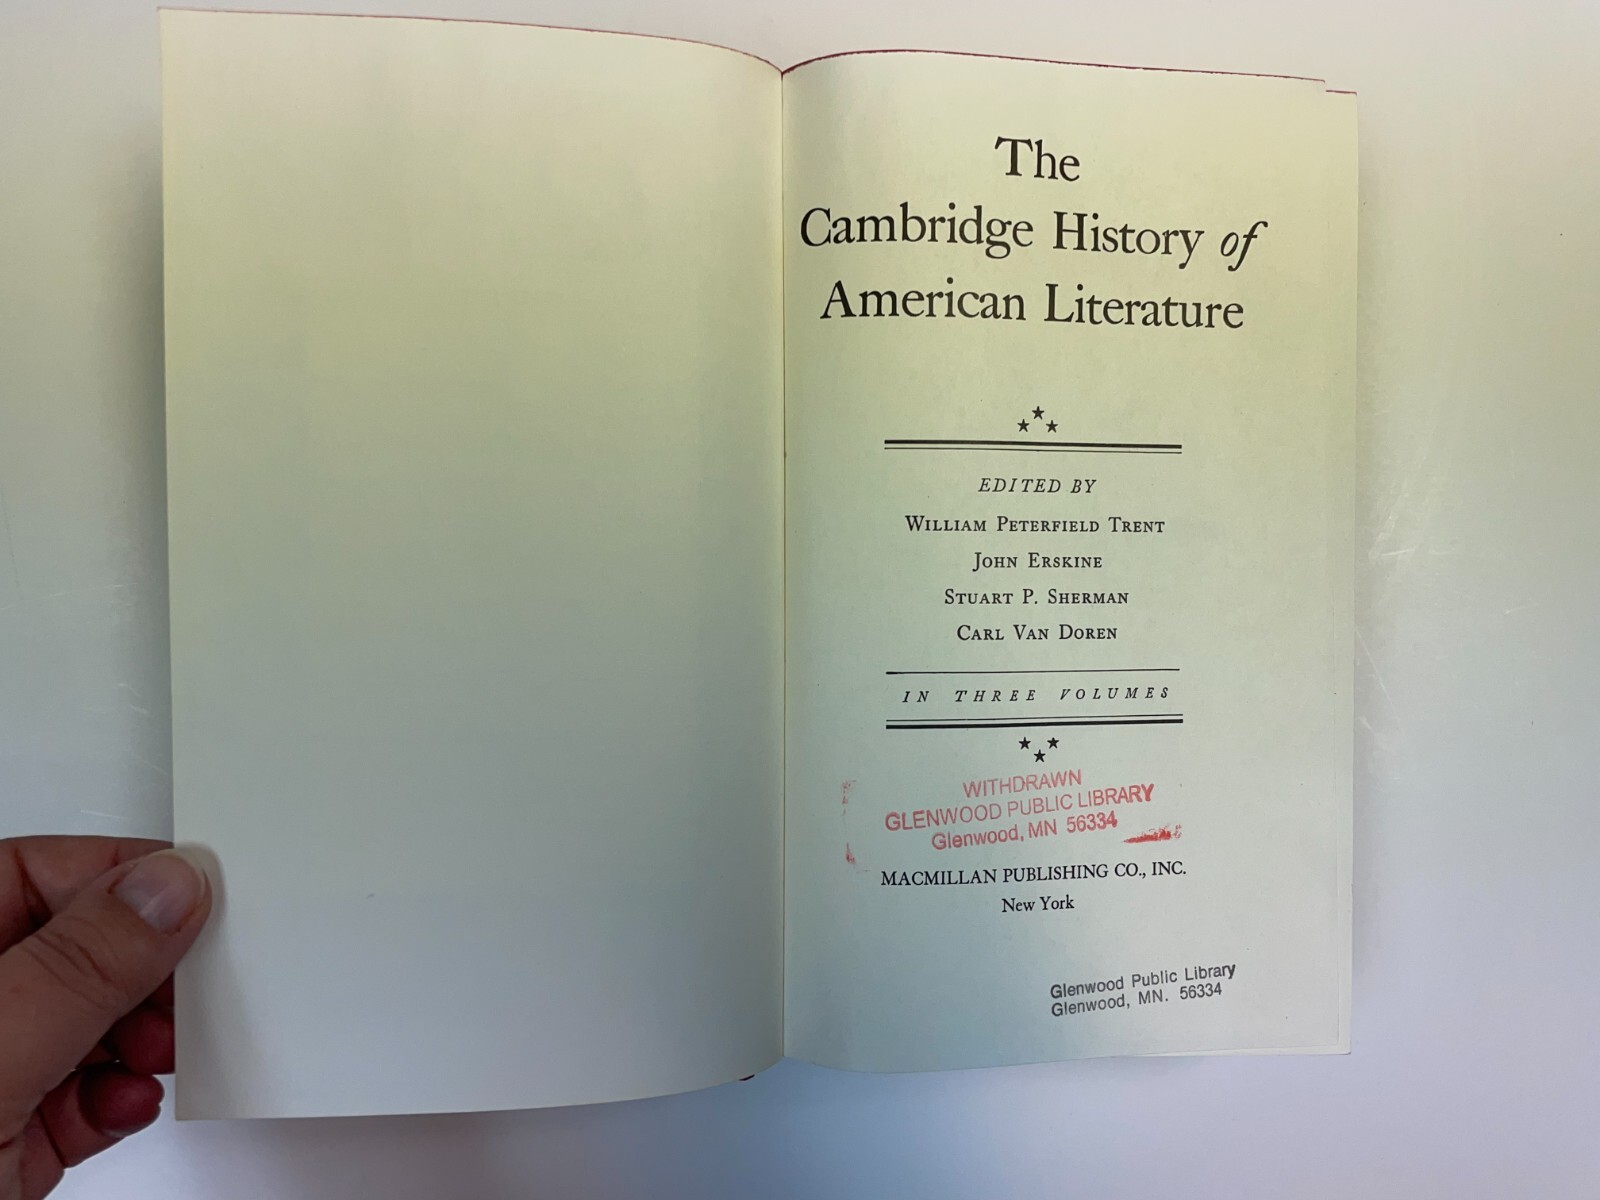 The
Cambridge History of
American Literature
EDITED BY
WILLIAM PETERFIELD TRENT
JOHN ERSKINE
STUART P. SHERMAN
CARL VAN DOREN
IN THREE VOLUMES
WITHDRAWN
GLENWOOD PUBLIC LIBRARY
Glenwood, MN 56334
MACMILLAN PUBLISHING CO., INC.
New York
Glenwood Public Library
Glenwood, MN. 56334